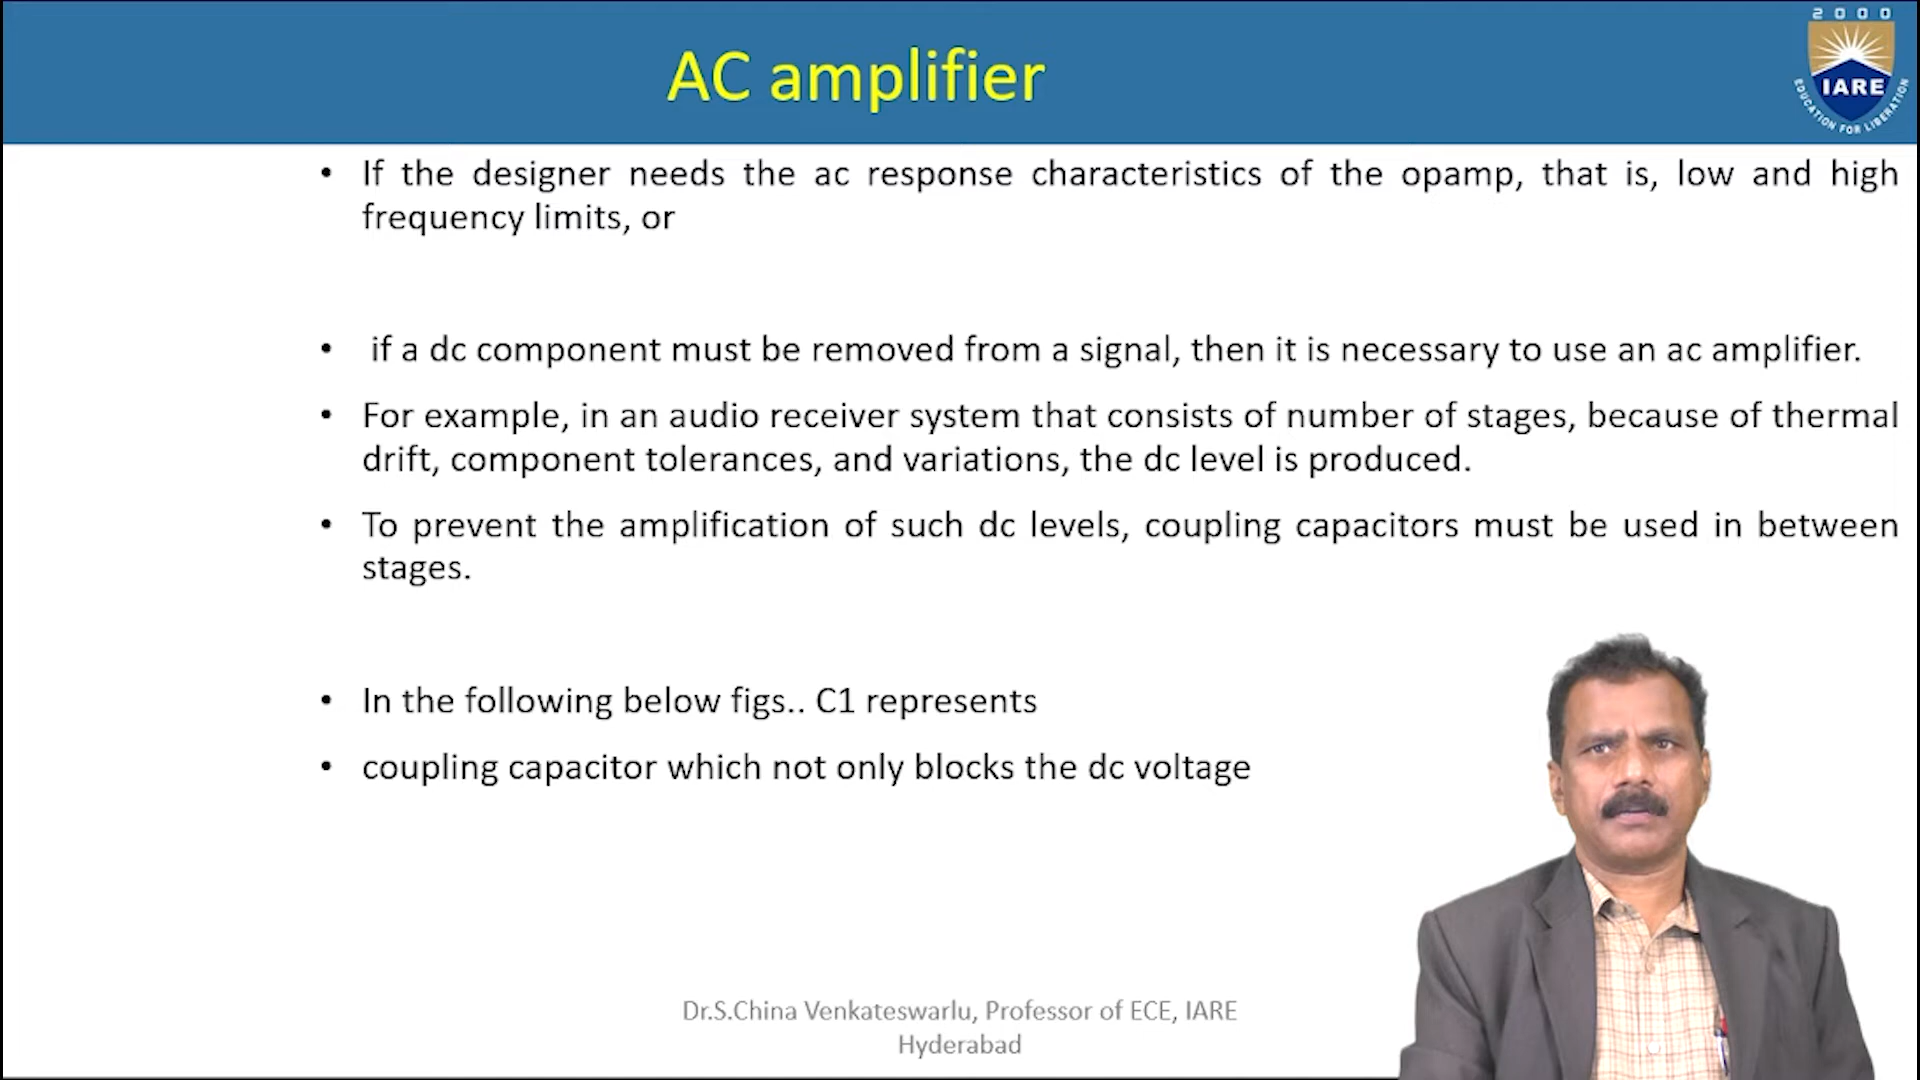 AC amplifier
2000
IARE
EDUCATION FOR LIBERATION
• If the designer needs the ac response characteristics of the opamp, that is, low and high
frequency limits, or
• if a dc component must be removed from a signal, then it is necessary to use an ac amplifier.
• For example, in an audio receiver system that consists of number of stages, because of thermal
drift, component tolerances, and variations, the dc level is produced.
• To prevent the amplification of such dc levels, coupling capacitors must be used in between
stages.
• In the following below figs.. C1 represents
• coupling capacitor which not only blocks the dc voltage
Dr.S.China Venkateswarlu, Professor of ECE, IARE
Hyderabad